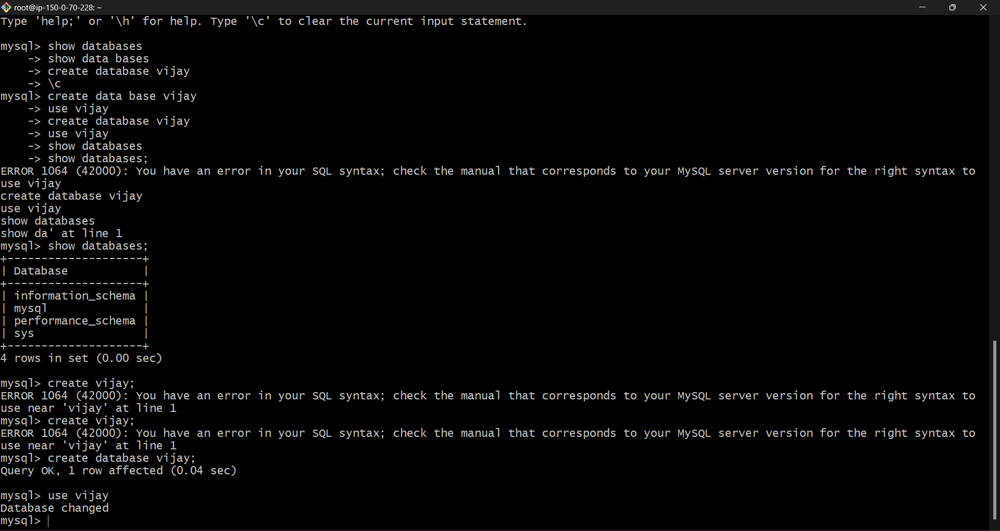 root@ip-150-0-70-228: ~
Type 'help;' or '\h' for help. Type '\c' to clear the current input statement.

mysql> show databases
    -> show data bases
    -> create database vijay
    -> \c
mysql> create data base vijay
    -> use vijay
    -> create database vijay
    -> use vijay
    -> show databases
    -> show databases;
ERROR 1064 (42000): You have an error in your SQL syntax; check the manual that corresponds to your MySQL server version for the right syntax to
use vijay
create database vijay
use vijay
show databases
show da' at line 1
mysql> show databases;
+--------------------+
| Database           |
+--------------------+
| information_schema |
| mysql              |
| performance_schema |
| sys                |
+--------------------+
4 rows in set (0.00 sec)

mysql> create vijay;
ERROR 1064 (42000): You have an error in your SQL syntax; check the manual that corresponds to your MySQL server version for the right syntax to
use near 'vijay' at line 1
mysql> create vijay;
ERROR 1064 (42000): You have an error in your SQL syntax; check the manual that corresponds to your MySQL server version for the right syntax to
use near 'vijay' at line 1
mysql> create database vijay;
Query OK, 1 row affected (0.04 sec)

mysql> use vijay
Database changed
mysql>